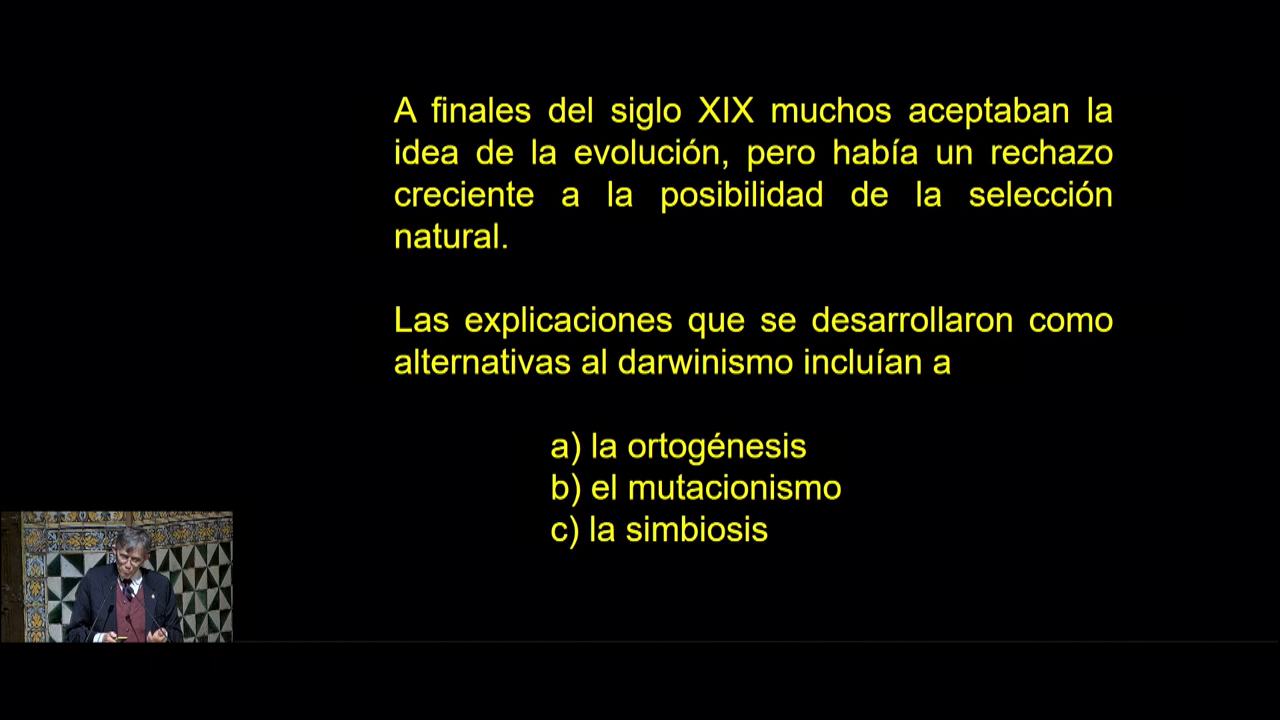 A finales del siglo XIX muchos aceptaban la
idea de la evolución, pero había un rechazo
creciente a la posibilidad de la selección
natural.
Las explicaciones que se desarrollaron como
alternativas al darwinismo incluían a
a) la ortogénesis
b) el mutacionismo
c) la simbiosis